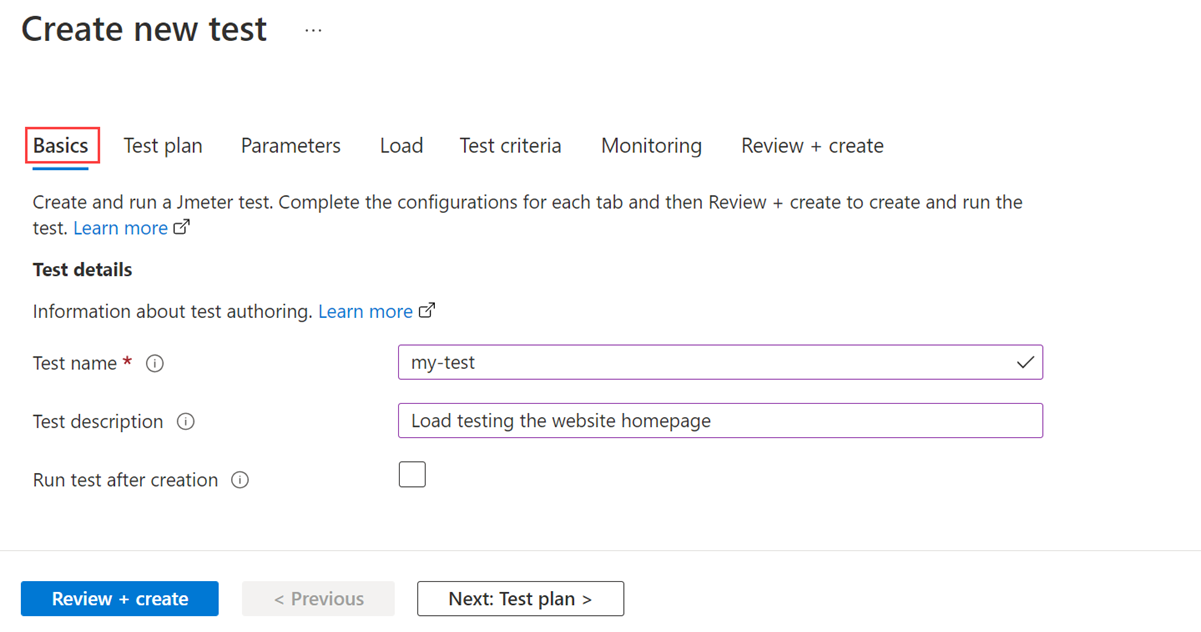 Create new test ...
Basics Test plan Parameters Load Test criteria Monitoring Review + create
Create and run a Jmeter test. Complete the configurations for each tab and then Review + create to create and run the
test. Learn more
Test details
Information about test authoring. Learn more
Test name * my-test
Test description Load testing the website homepage
Run test after creation
Review + create < Previous Next: Test plan >